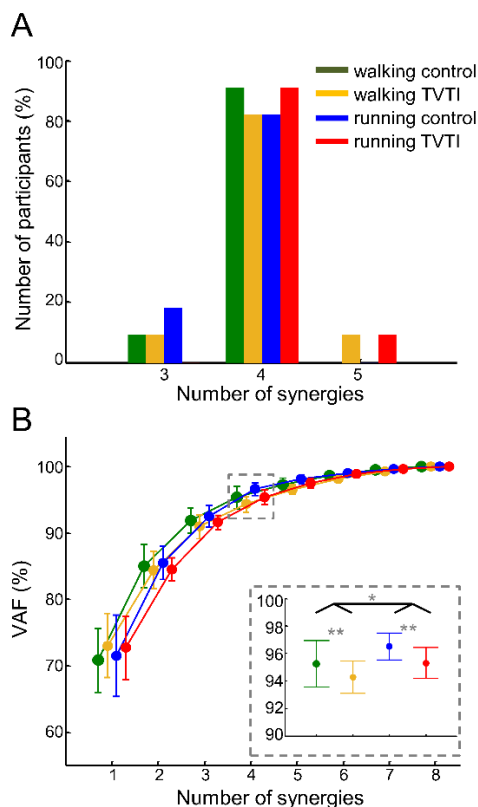 A
100
80
60
40
20
0
Number of participants (%)
walking control
walking TVTI
running control
running TVTI
3 4 5
Number of synergies
B
100
90
80
70
60
VAF (%)
100
98
96
94
92
90
*
** **
1 2 3 4 5 6 7 8
Number of synergies